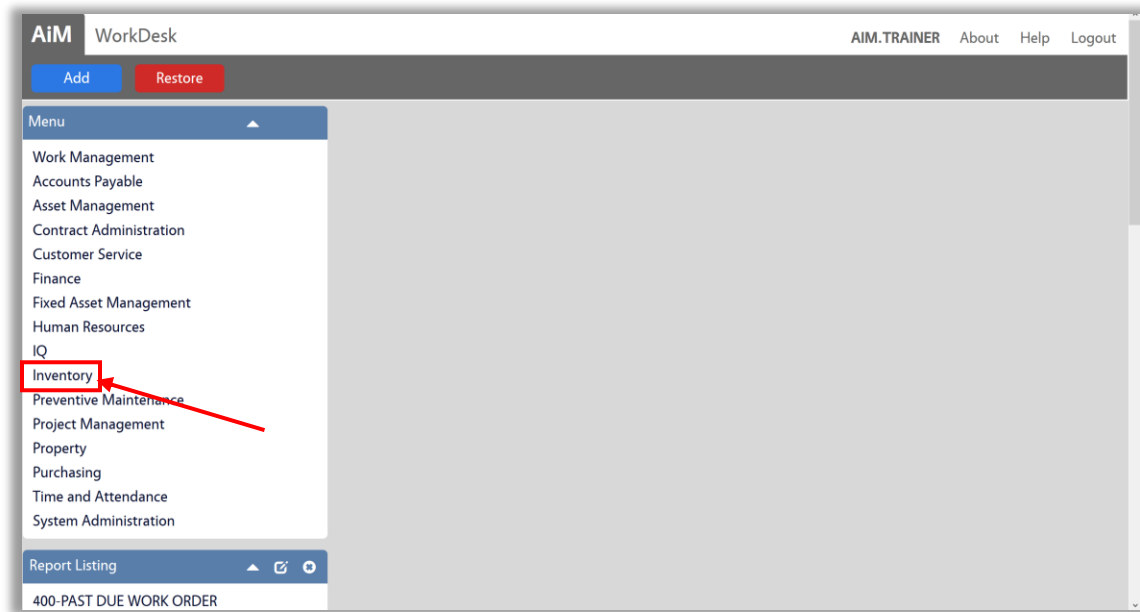 AiM WorkDesk AIM.TRAINER About Help Logout
Add Restore
Menu
Work Management
Accounts Payable
Asset Management
Contract Administration
Customer Service
Finance
Fixed Asset Management
Human Resources
IQ
Inventory
Preventive Maintenance
Project Management
Property
Purchasing
Time and Attendance
System Administration
Report Listing
400-PAST DUE WORK ORDER